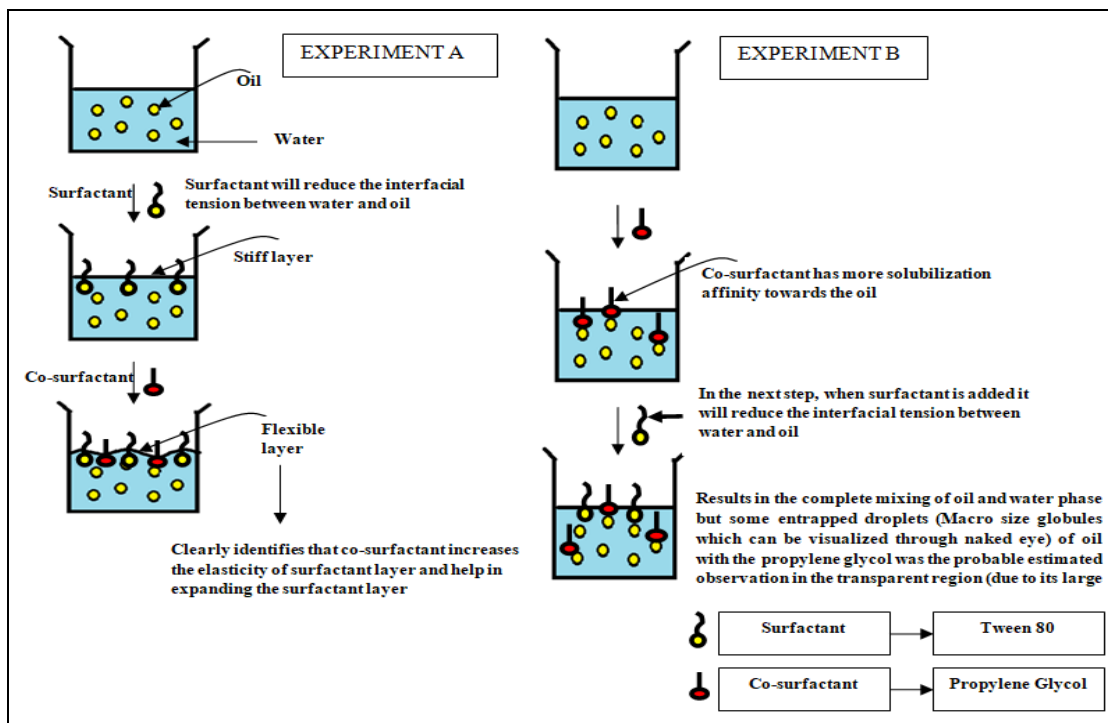 EXPERIMENT A
Oil
Water
Surfactant
Surfactant will reduce the interfacial
tension between water and oil
Stiff layer
Co-surfactant
Flexible
layer
Clearly identifies that co-surfactant increases
the elasticity of surfactant layer and help in
expanding the surfactant layer
EXPERIMENT B
Co-surfactant has more solubilization
affinity towards the oil
In the next step, when surfactant is added it
will reduce the interfacial tension between
water and oil
Results in the complete mixing of oil and water phase
but some entrapped droplets (Macro size globules
which can be visualized through naked eye) of oil
with the propylene glycol was the probable estimated
observation in the transparent region (due to its large
Surfactant
Tween 80
Co-surfactant
Propylene Glycol